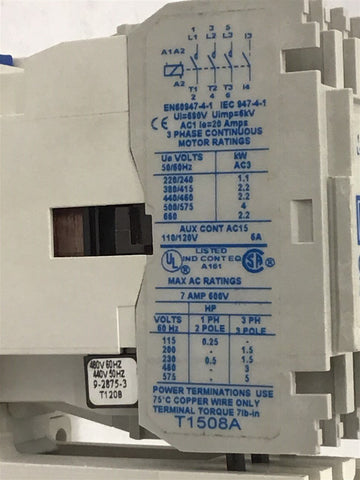 1 3 5
L1 L2 L3 I3
A1A2
A1
A2
T1 T2 T3 I4
2 4 6
EN60947-4-1 IEC 947-4-1
Ui=690V Uimp=6kV
CE AC1 Ie=20 Amps
3 PHASE CONTINUOUS
MOTOR RATINGS
Ue VOLTS kW
50/60Hz AC3
220/240 1.1
380/415 2.2
440/460 2.2
500/575 4
660 2.2
AUX CONT AC15
110/120V 6A
UL LISTED
IND CONT EQ
A161
SA
MAX AC RATINGS
7 AMP 600V
HP
VOLTS 1 PH 3 PH
60 Hz 2 POLE 3 POLE
115 0.25 -
200 - 1.5
230 0.5 1.5
460 - 3
575 - 5
POWER TERMINATIONS USE
75°C COPPER WIRE ONLY
TERMINAL TORQUE 7lb-in
T1508A
480V 60HZ
440V 50HZ
9-2875-3
T1208